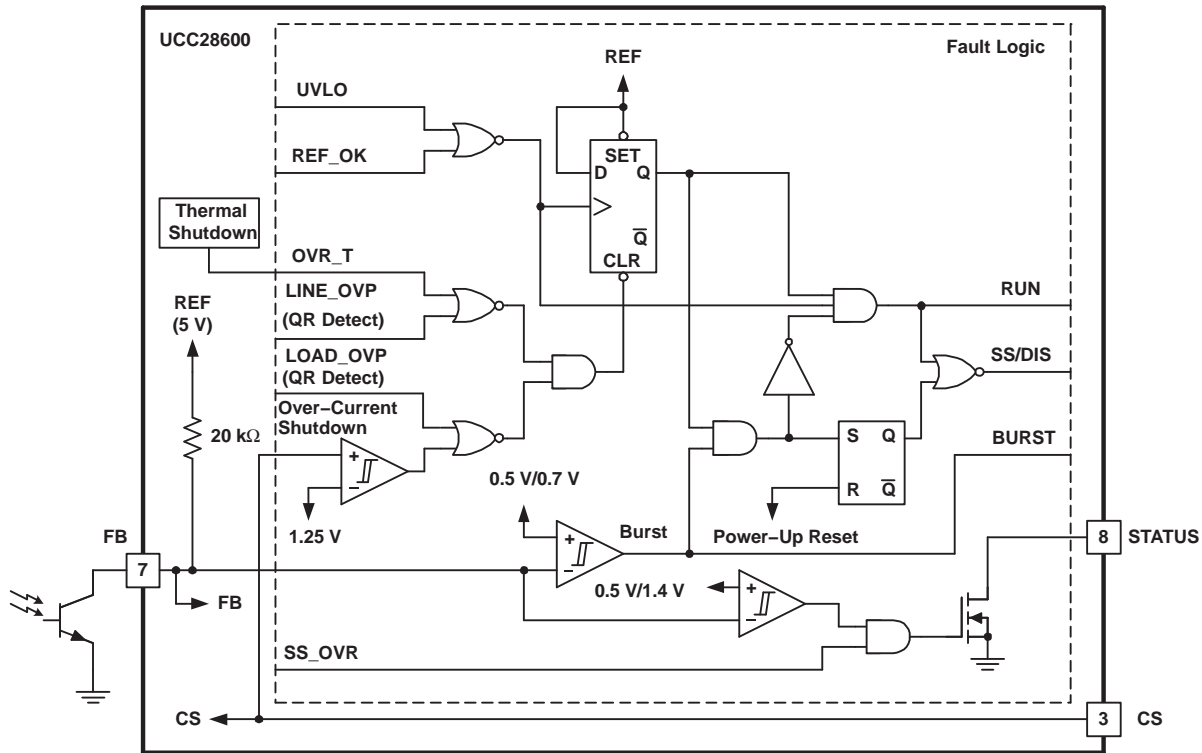 UCC28600
Fault Logic
REF
UVLO
REF_OK
SET
D Q
Q
CLR
Thermal
Shutdown
OVR_T
LINE_OVP
(QR Detect)
REF
(5 V)
RUN
SS/DIS
LOAD_OVP
(QR Detect)
Over−Current
Shutdown
20 kΩ
+
−
1.25 V
S Q
R Q
BURST
0.5 V/0.7 V
+
−
Burst
Power−Up Reset
FB
7
FB
8 STATUS
0.5 V/1.4 V
+
−
SS_OVR
CS
3 CS